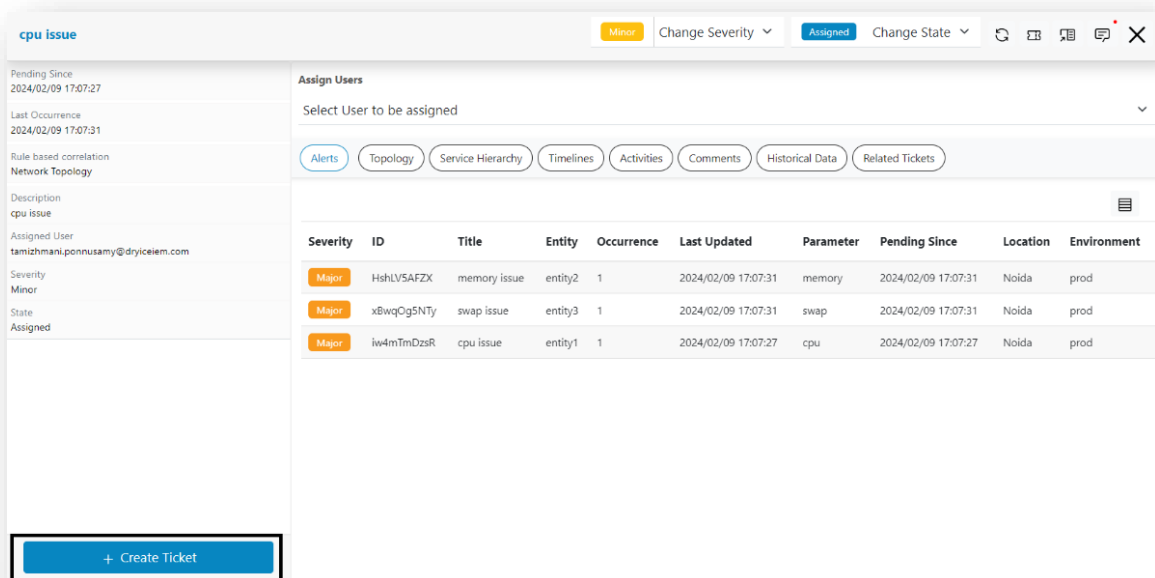 cpu issue
Minor Change Severity
Assigned Change State
Pending Since
2024/02/09 17:07:27
Last Occurrence
2024/02/09 17:07:31
Rule based correlation
Network Topology
Description
cpu issue
Assigned User
tamizhmani.ponnusamy@dryiceiem.com
Severity
Minor
State
Assigned
+ Create Ticket
Assign Users
Select User to be assigned
Alerts Topology Service Hierarchy Timelines Activities Comments Historical Data Related Tickets
Severity ID Title Entity Occurrence Last Updated Parameter Pending Since Location Environment
Major HshLV5AFZX memory issue entity2 1 2024/02/09 17:07:31 memory 2024/02/09 17:07:31 Noida prod
Major xBwqOg5NTy swap issue entity3 1 2024/02/09 17:07:31 swap 2024/02/09 17:07:31 Noida prod
Major iw4mTmDzsR cpu issue entity1 1 2024/02/09 17:07:27 cpu 2024/02/09 17:07:27 Noida prod